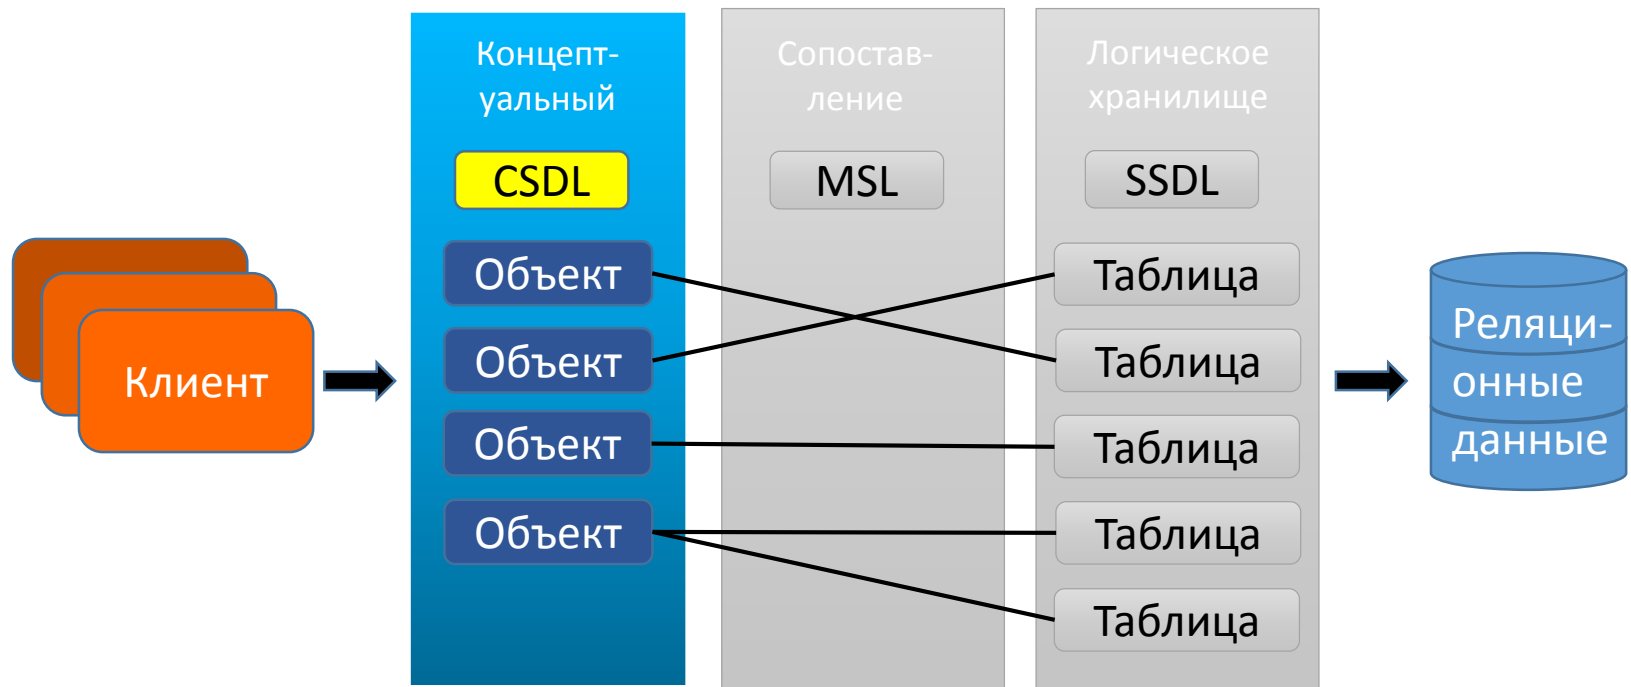 Концепт-
уальный
Сопостав-
ление
Логическое
хранилище
CSDL
MSL
SSDL
Объект
Таблица
Объект
Таблица
Объект
Таблица
Объект
Таблица
Таблица
Клиент
Реляци-
онные
данные